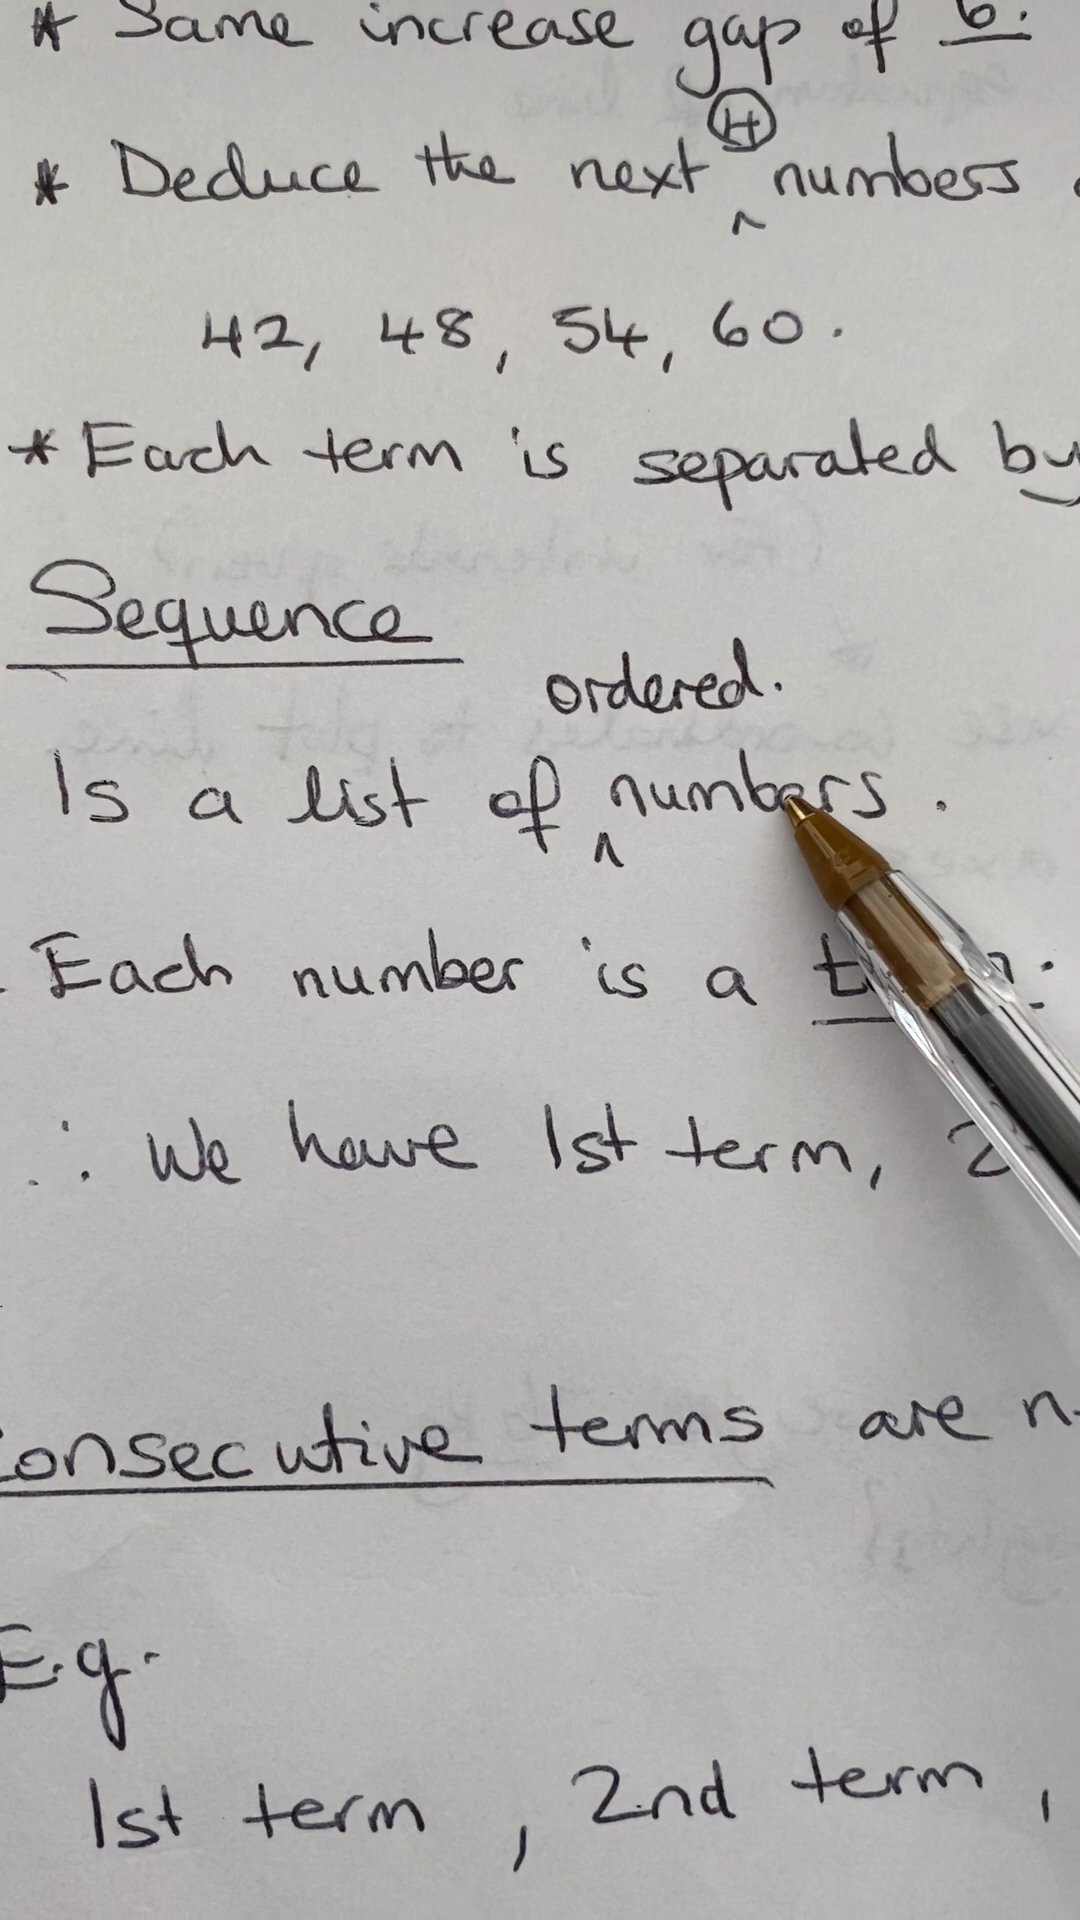 * Same increase gap of 6.
* Deduce the next 4 numbers
42, 48, 54, 60.
* Each term is separated by
Sequence
ordered.
Is a list of ^ numbers.
Each number is a
∴ We have 1st term,
Consecutive terms are
E.g.
1st term, 2nd term,